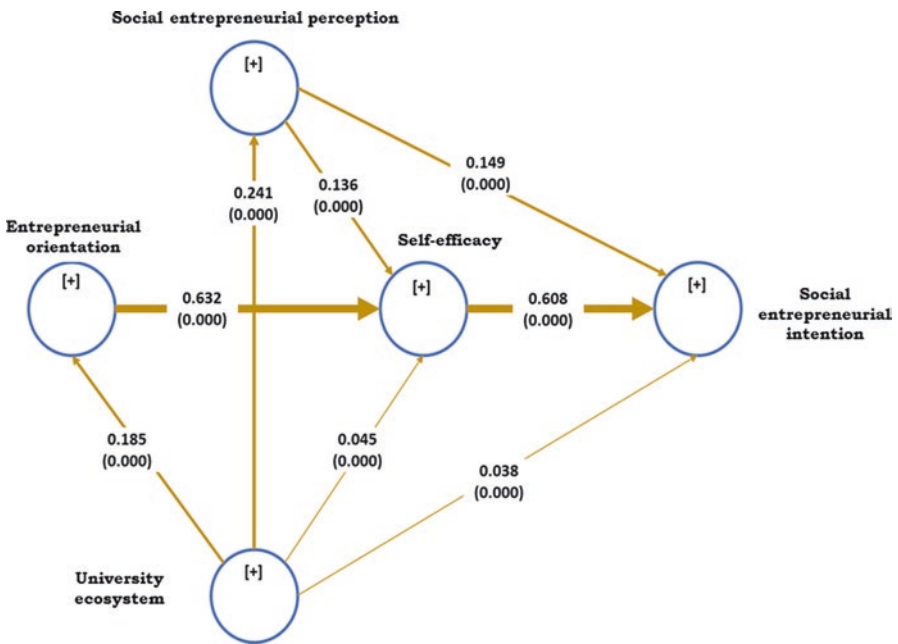 Social entrepreneurial perception
[+]
0.149
(0.000)
0.241
(0.000)
0.136
(0.000)
Entrepreneurial
orientation
Self-efficacy
[+]
[+]
[+]
0.632
(0.000)
0.608
(0.000)
Social
entrepreneurial
intention
0.185
(0.000)
0.045
(0.000)
0.038
(0.000)
University
ecosystem
[+]